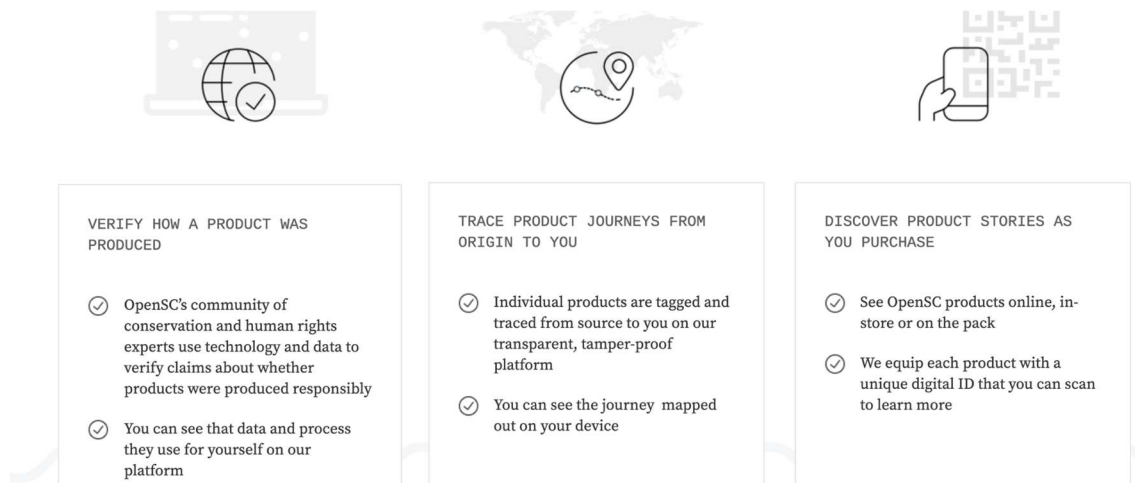 VERIFY HOW A PRODUCT WAS
PRODUCED
OpenSC’s community of
conservation and human rights
experts use technology and data to
verify claims about whether
products were produced responsibly
You can see that data and process
they use for yourself on our
platform
TRACE PRODUCT JOURNEYS FROM
ORIGIN TO YOU
Individual products are tagged and
traced from source to you on our
transparent, tamper-proof
platform
You can see the journey  mapped
out on your device
DISCOVER PRODUCT STORIES AS
YOU PURCHASE
See OpenSC products online, in-
store or on the pack
We equip each product with a
unique digital ID that you can scan
to learn more